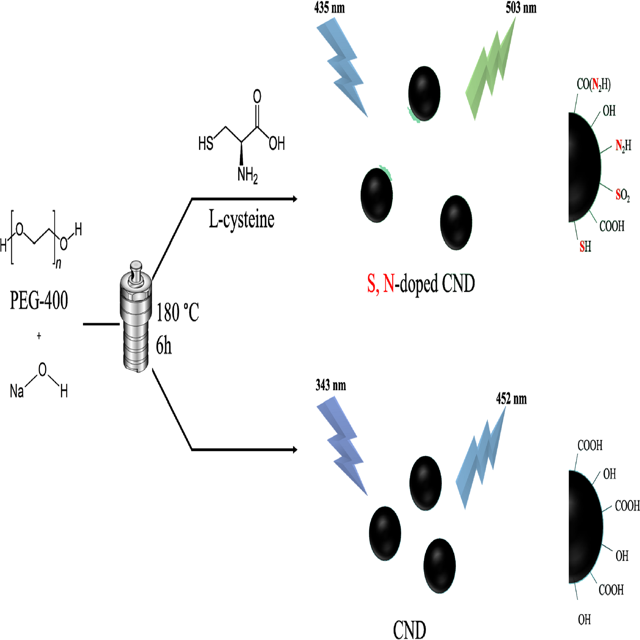 435 nm
503 nm
O
HS
OH
NH₂
L-cysteine
CO(N₂H)
OH
N₂H
SO₂
COOH
SH
S, N-doped CND
H
O
O
H
n
PEG-400
+
Na
O
H
180 °C
6h
343 nm
452 nm
CND
COOH
OH
COOH
OH
COOH
OH